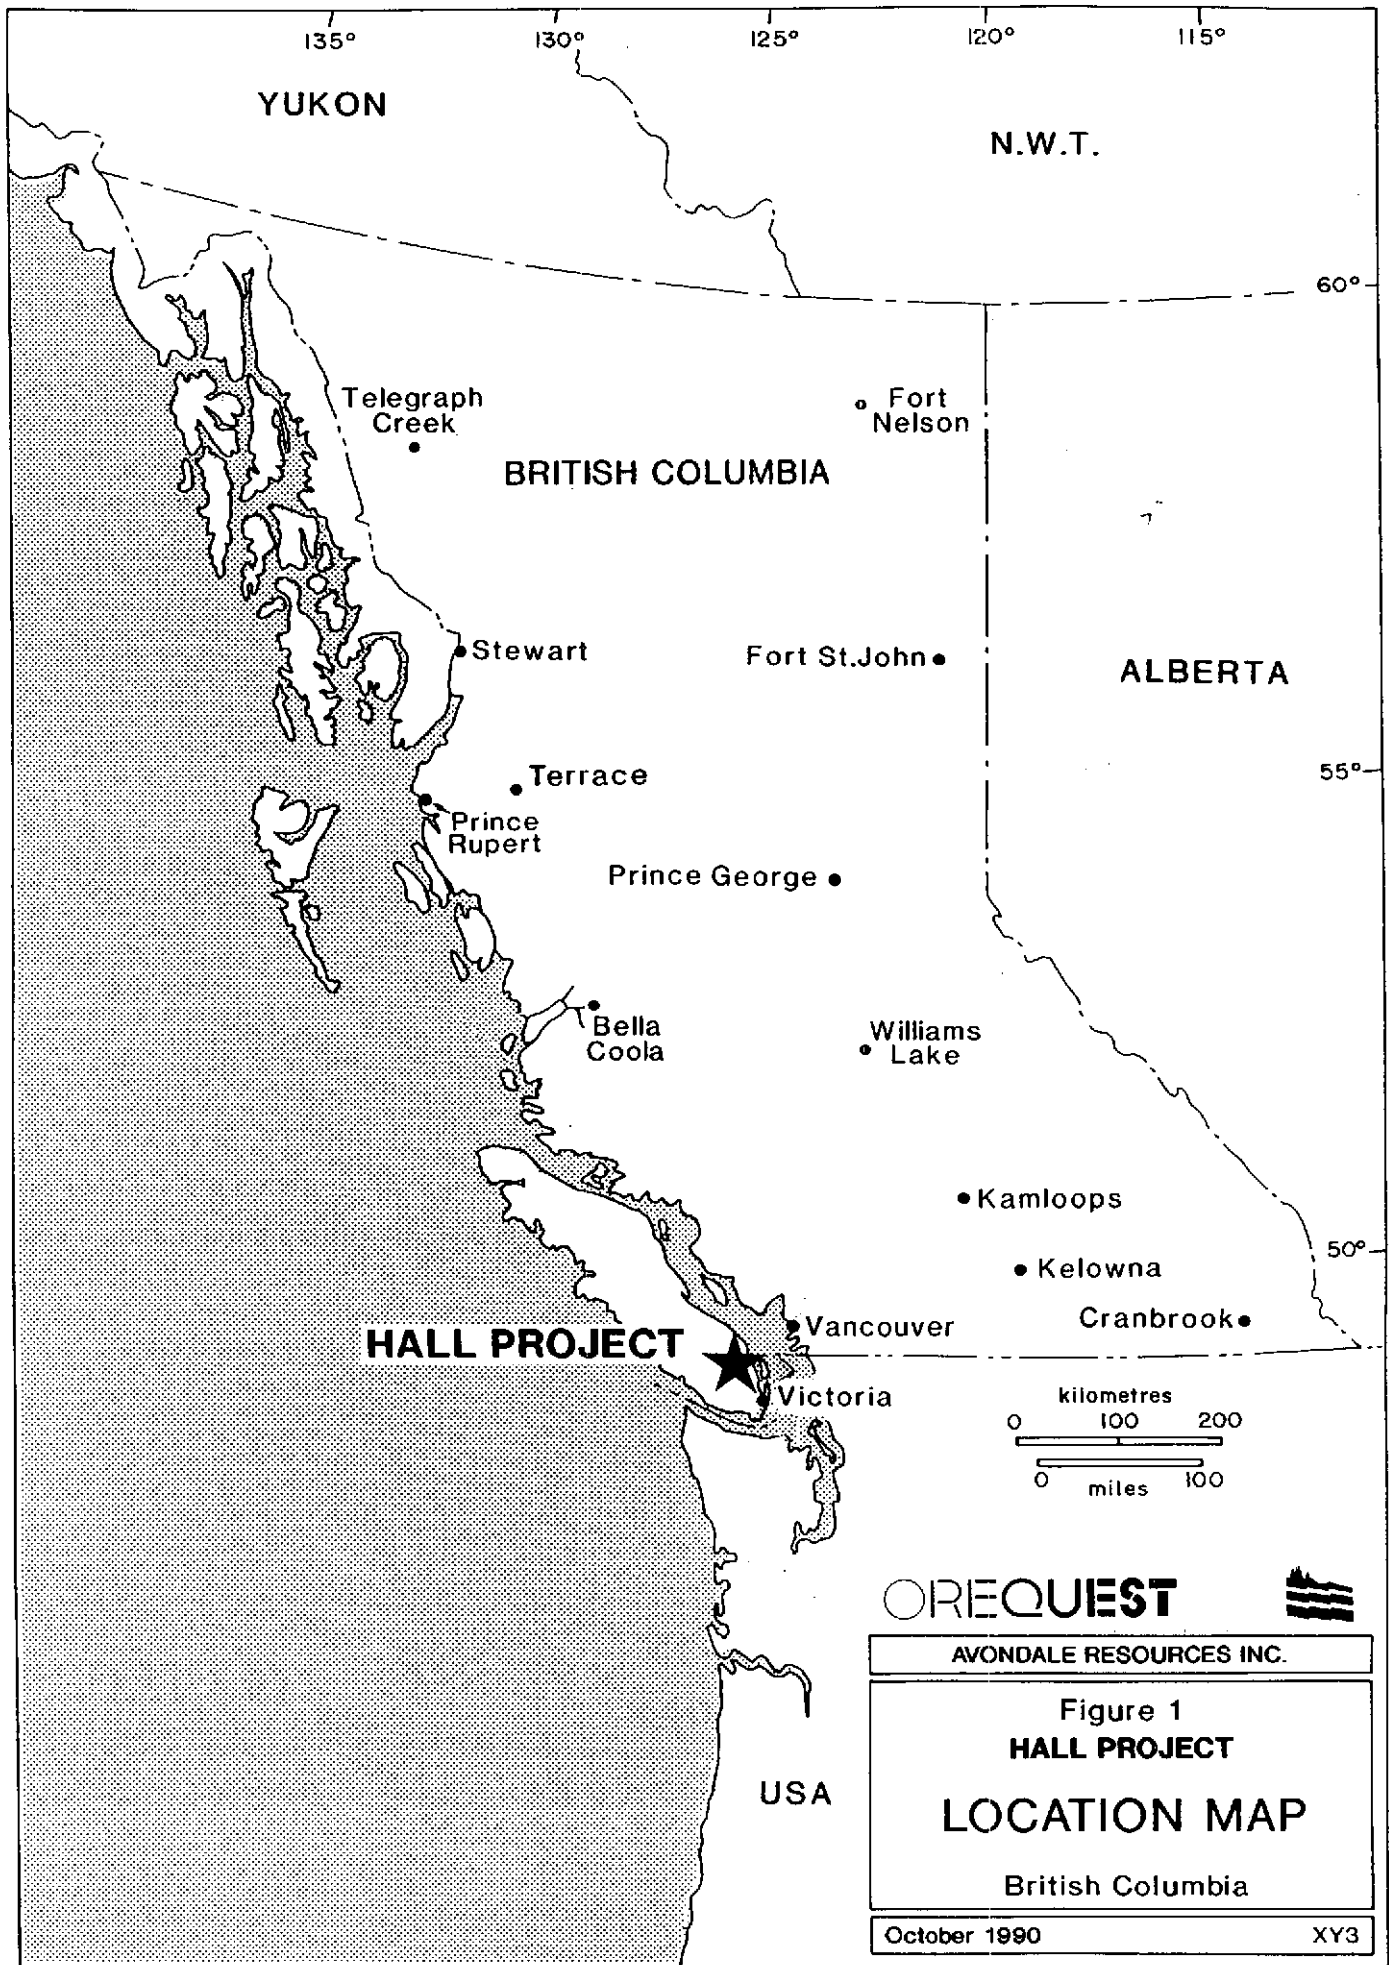 135° 130° 125° 120° 115°
YUKON
N.W.T.
60°
Telegraph
Creek
Fort
Nelson
BRITISH COLUMBIA
Stewart
Fort St.John
ALBERTA
55°
Terrace
Prince
Rupert
Prince George
Bella
Coola
Williams
Lake
Kamloops
50°
Kelowna
Cranbrook
Vancouver
HALL PROJECT
Victoria
kilometres
0 100 200
0 100
miles
OREQUEST
AVONDALE RESOURCES INC.
Figure 1
HALL PROJECT
USA
LOCATION MAP
British Columbia
October 1990 XY3